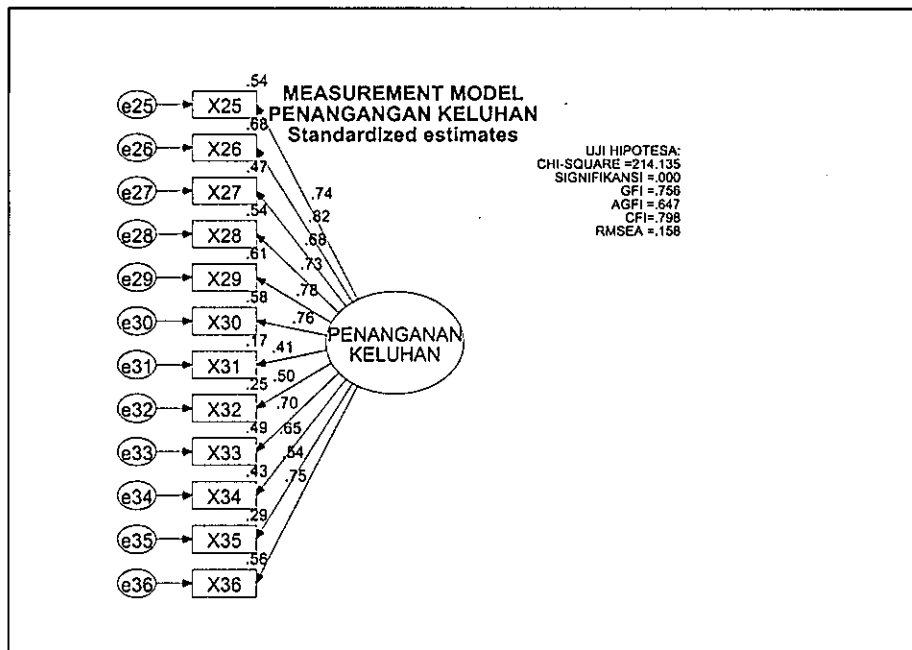 .54
MEASUREMENT MODEL
PENANGANGAN KELUHAN
Standardized estimates
UJI HIPOTESA:
CHI-SQUARE =214.135
SIGNIFIKANSI =.000
GFI =.756
AGFI =.647
CFI=.798
RMSEA =.158
e25 X25
.68
e26 X26
.47
e27 X27
.54
e28 X28
.61
e29 X29
.58
e30 X30
.17
e31 X31
.25
e32 X32
.49
e33 X33
.43
e34 X34
.29
e35 X35
.56
e36 X36
.74
.82
.68
.73
.78
.76
.41
.50
.70
.65
.54
.75
PENANGANAN
KELUHAN